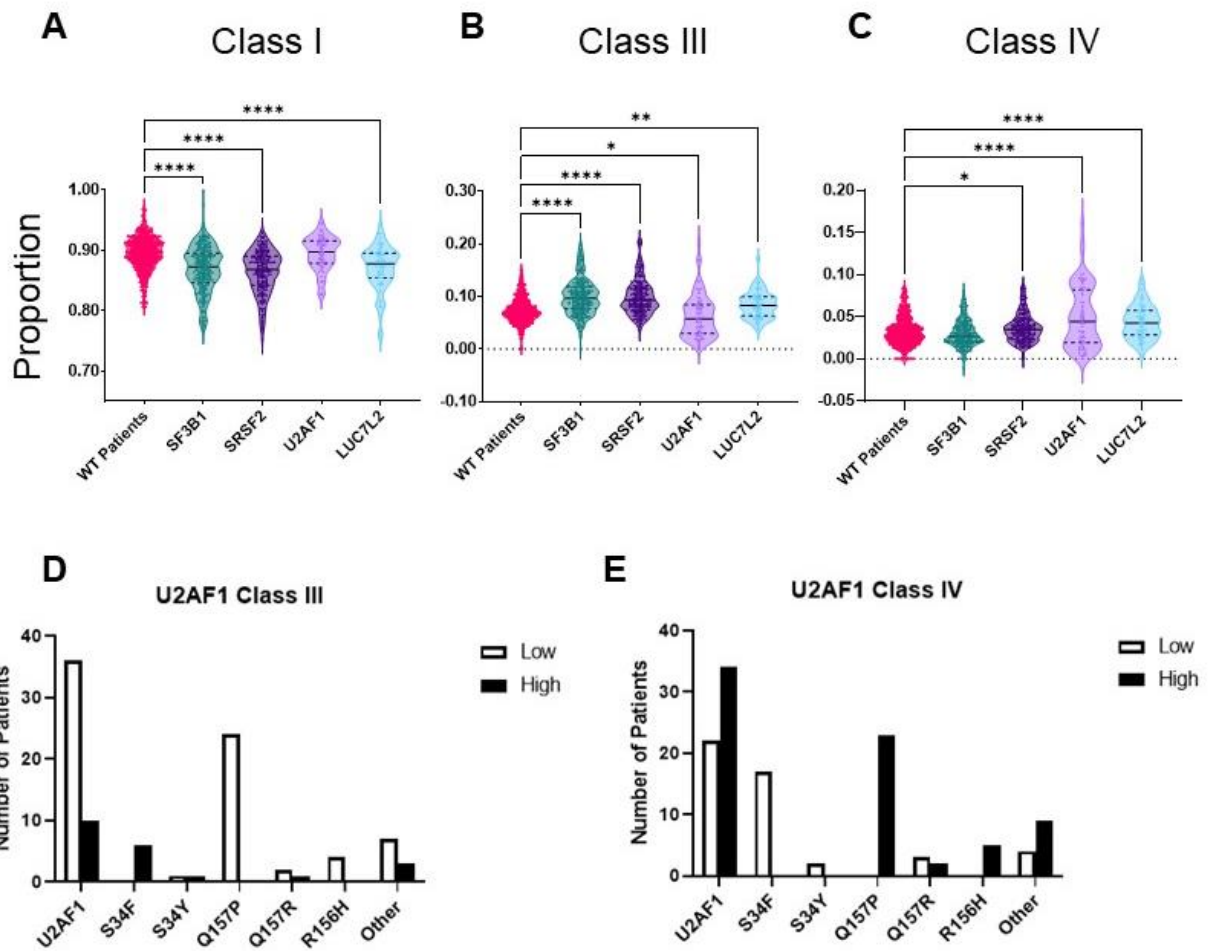 A
Class I
B
Class III
C
Class IV
Proportion
****
****
****
1.00
0.90
0.80
0.70
WT Patients
SF3B1
SRSF2
U2AF1
LUC7L2
**
*
****
****
0.30
0.20
0.10
0.00
-0.10
WT Patients
SF3B1
SRSF2
U2AF1
LUC7L2
****
****
*
0.20
0.15
0.10
0.05
0.00
-0.05
WT Patients
SF3B1
SRSF2
U2AF1
LUC7L2
D
U2AF1 Class III
Number of Patients
40
30
20
10
0
Low
High
U2AF1
S34F
S34Y
Q157P
Q157R
R156H
Other
E
U2AF1 Class IV
Number of Patients
40
30
20
10
0
Low
High
U2AF1
S34F
S34Y
Q157P
Q157R
R156H
Other